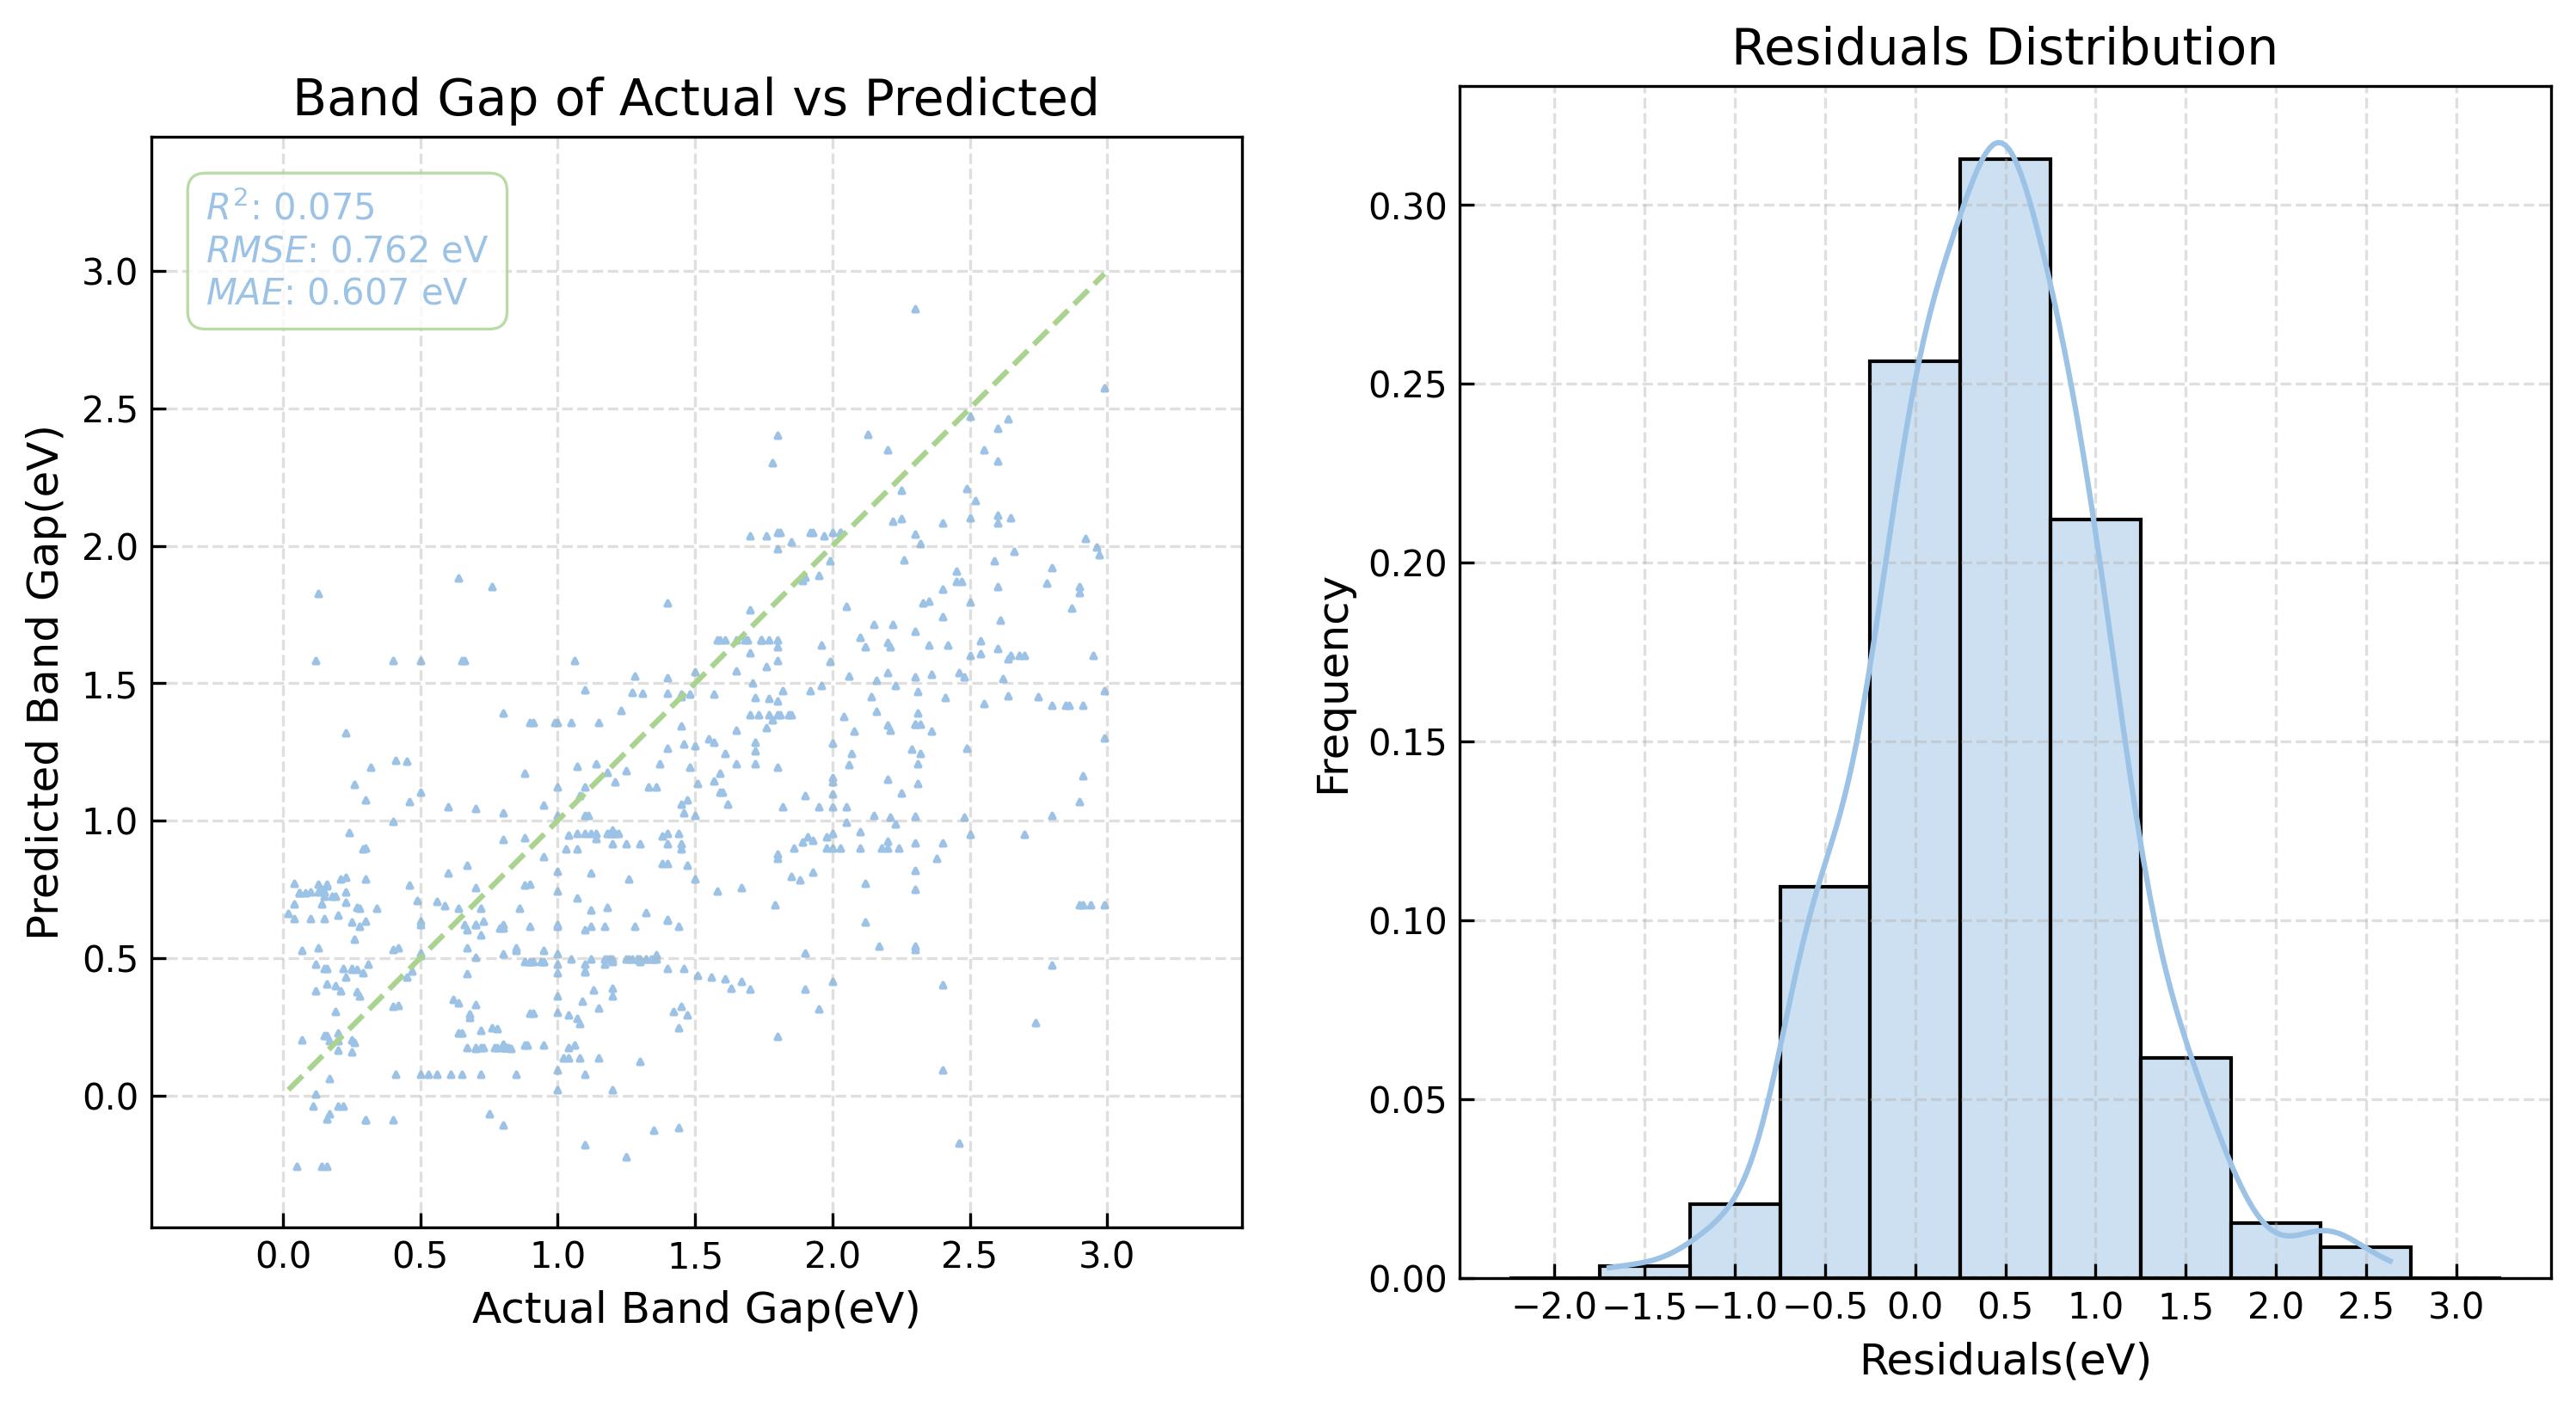 Band Gap of Actual vs Predicted
R²: 0.075
RMSE: 0.762 eV
MAE: 0.607 eV
3.0
2.5
2.0
1.5
1.0
0.5
0.0
Predicted Band Gap(eV)
0.0 0.5 1.0 1.5 2.0 2.5 3.0
Actual Band Gap(eV)
Residuals Distribution
0.30
0.25
0.20
0.15
0.10
0.05
0.00
Frequency
−2.0 −1.5 −1.0 −0.5 0.0 0.5 1.0 1.5 2.0 2.5 3.0
Residuals(eV)